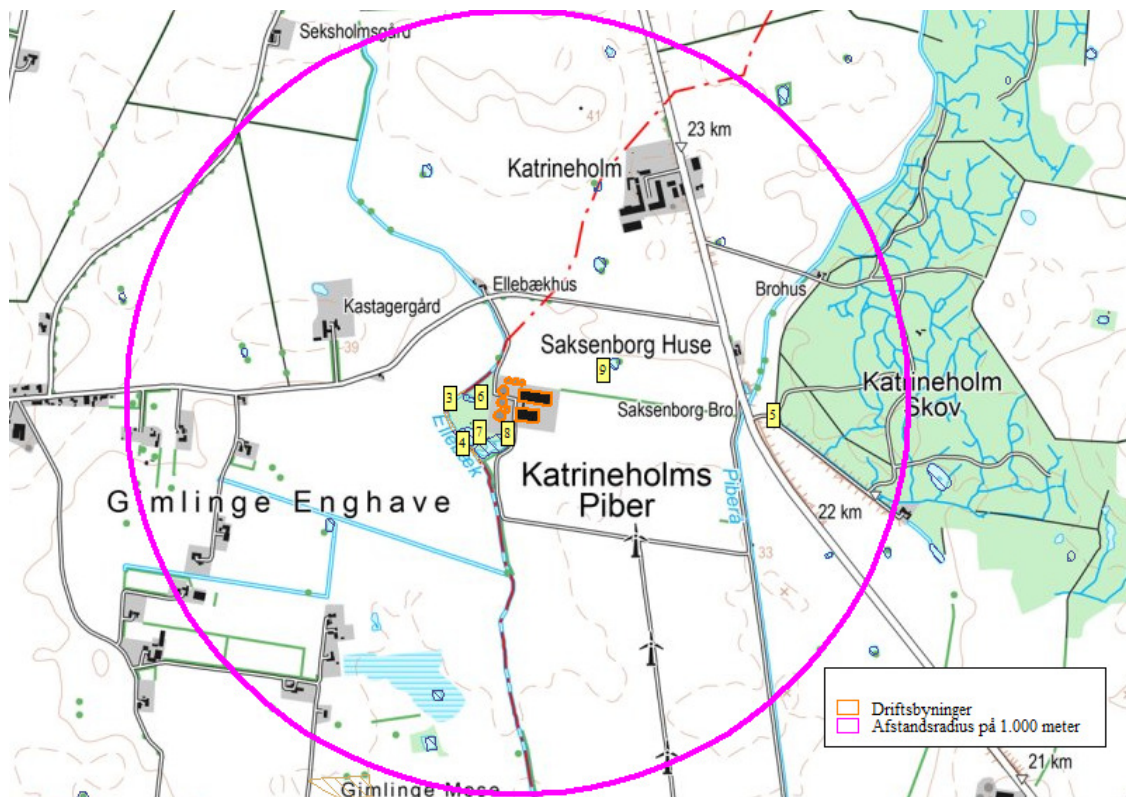 Seksholmsgård
41
23 km
Katrineholm
Ellebækhus
Brohus
Kastagergård
39
Saksenborg Huse
9
3
6
Katrineholm
Skov
Saksenborg Bro
5
Ellebæk
7
4
8
Katrineholms
Piber
Pibera
Gimlinge Enghave
22 km
33
Driftsbyninger
Afstandsradius på 1.000 meter
21 km
Gimlinge Mose